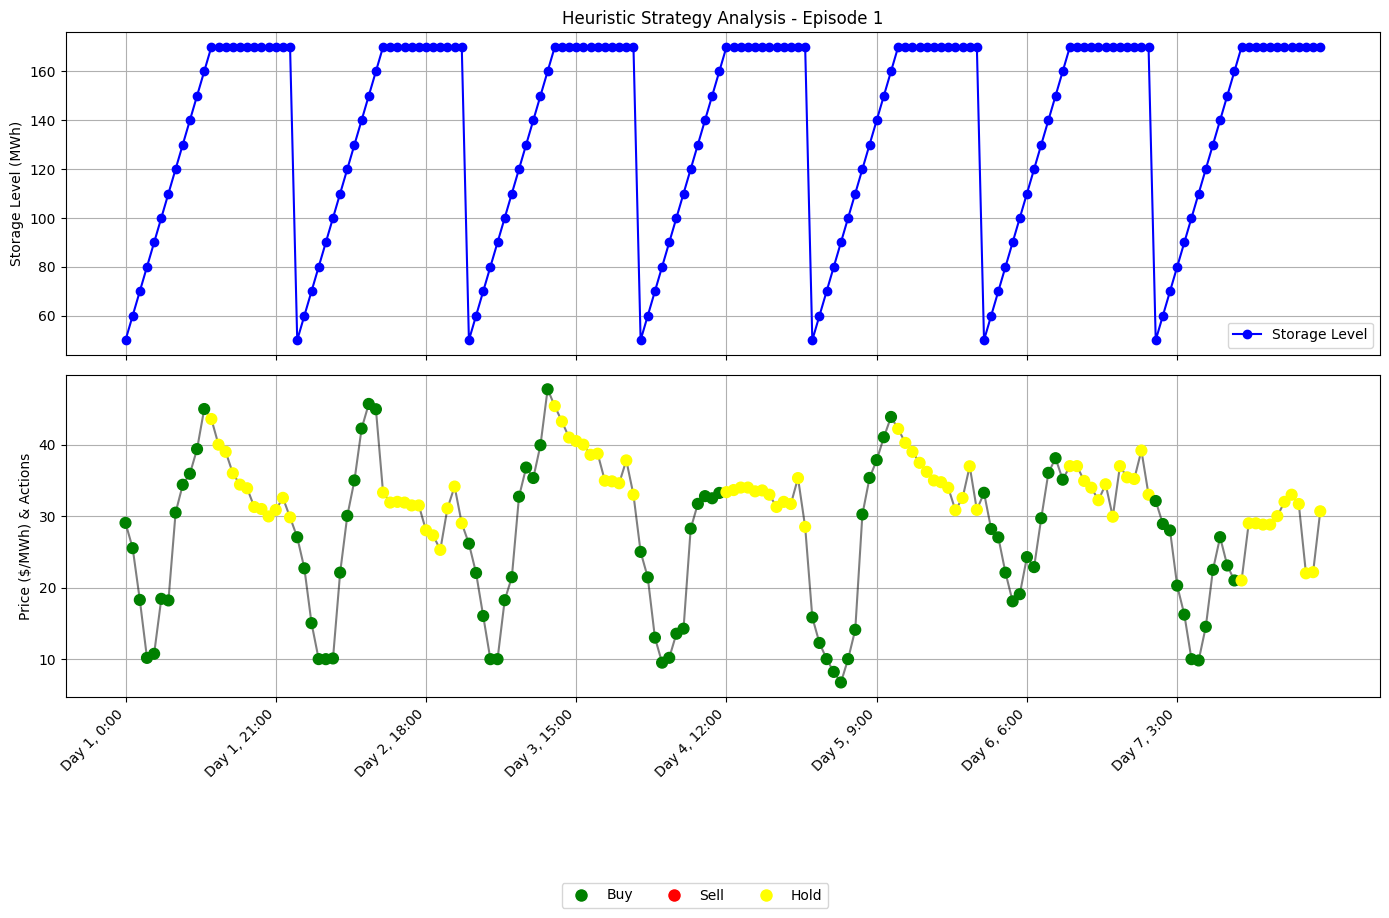 Heuristic Strategy Analysis - Episode 1
Storage Level (MWh)
160
140
120
100
80
60
Storage Level
Price ($/MWh) & Actions
40
30
20
10
Day 1, 0:00
Day 1, 21:00
Day 2, 18:00
Day 3, 15:00
Day 4, 12:00
Day 5, 9:00
Day 6, 6:00
Day 7, 3:00
Buy
Sell
Hold